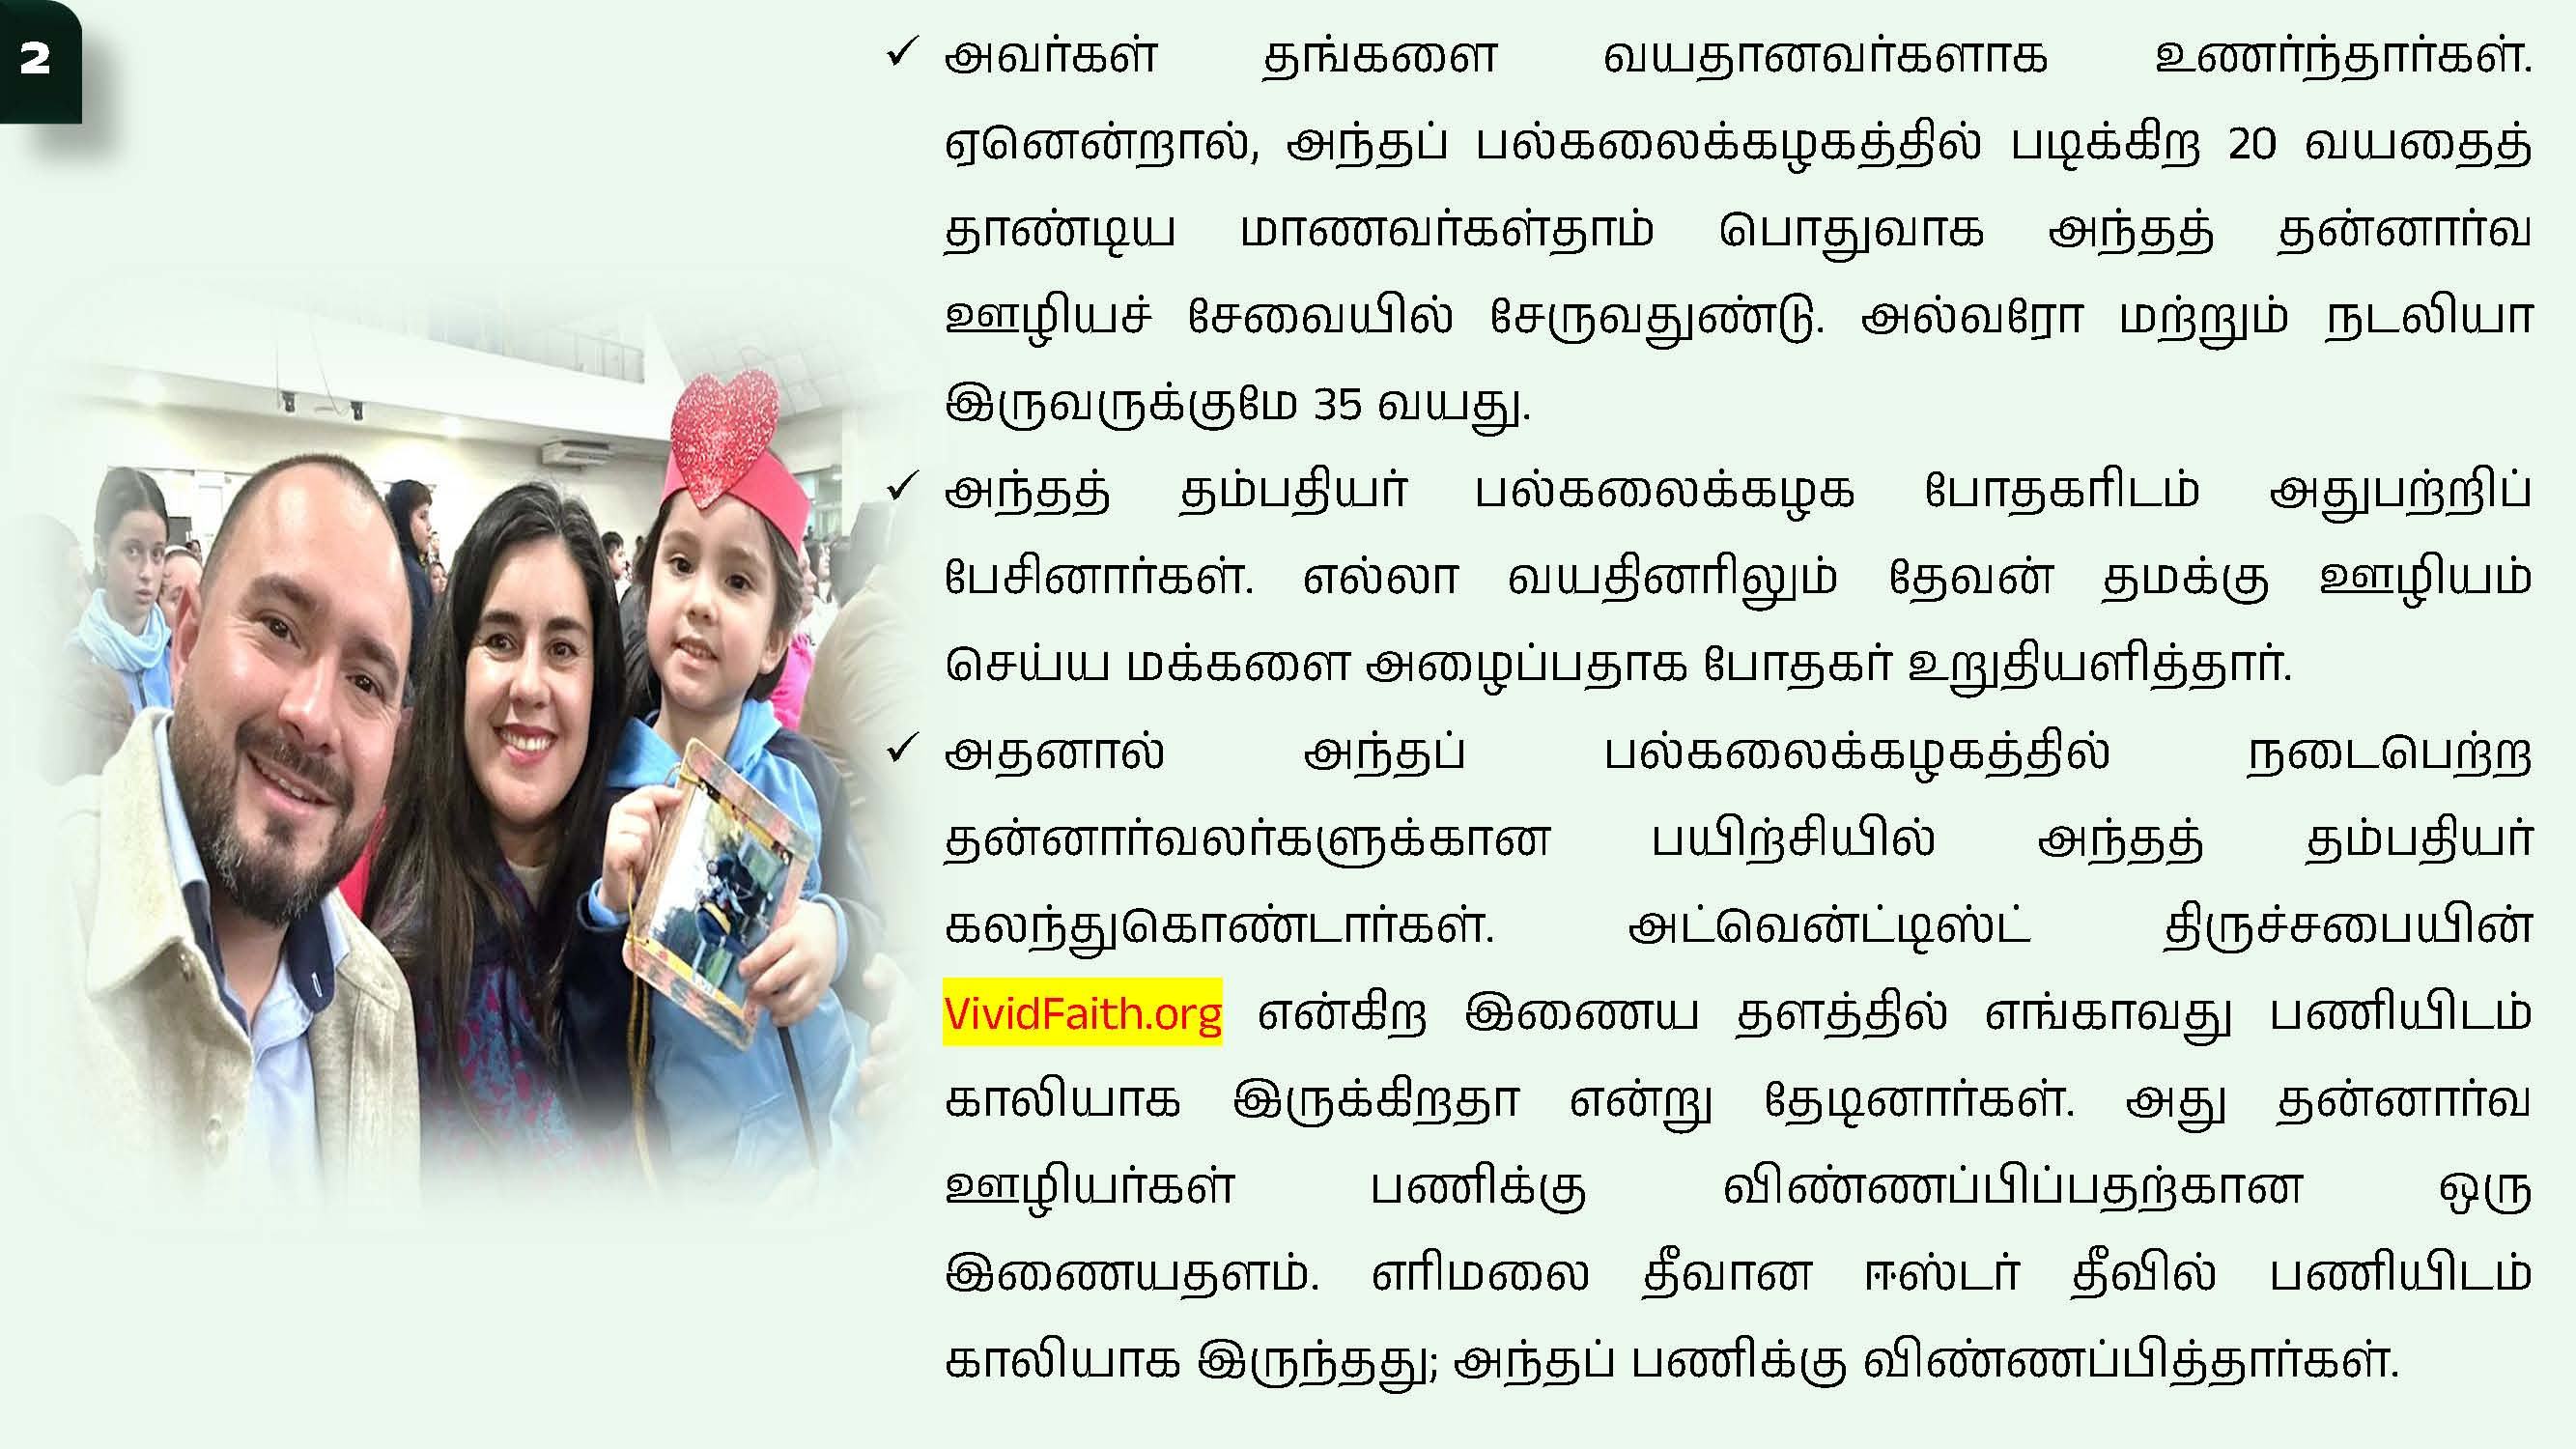 2
✓ அவர்கள் தங்களை வயதானவர்களாக உணர்ந்தார்கள்.
ஏனென்றால், அந்தப் பல்கலைக்கழகத்தில் படிக்கிற 20 வயதைத்
தாண்டிய மாணவர்கள்தாம் பொதுவாக அந்தத் தன்னார்வ
ஊழியச் சேவையில் சேருவதுண்டு. அல்வரோ மற்றும் நடலியா
இருவருக்குமே 35 வயது.
✓ அந்தத் தம்பதியர் பல்கலைக்கழக போதகரிடம் அதுபற்றிப்
பேசினார்கள். எல்லா வயதினரிலும் தேவன் தமக்கு ஊழியம்
செய்ய மக்களை அழைப்பதாக போதகர் உறுதியளித்தார்.
✓ அதனால் அந்தப் பல்கலைக்கழகத்தில் நடைபெற்ற
தன்னார்வலர்களுக்கான பயிற்சியில் அந்தத் தம்பதியர்
கலந்துகொண்டார்கள். அட்வென்ட்டிஸ்ட் திருச்சபையின்
VividFaith.org என்கிற இணைய தளத்தில் எங்காவது பணியிடம்
காலியாக இருக்கிறதா என்று தேடினார்கள். அது தன்னார்வ
ஊழியர்கள் பணிக்கு விண்ணப்பிப்பதற்கான ஒரு
இணையதளம். எரிமலை தீவான ஈஸ்டர் தீவில் பணியிடம்
காலியாக இருந்தது; அந்தப் பணிக்கு விண்ணப்பித்தார்கள்.